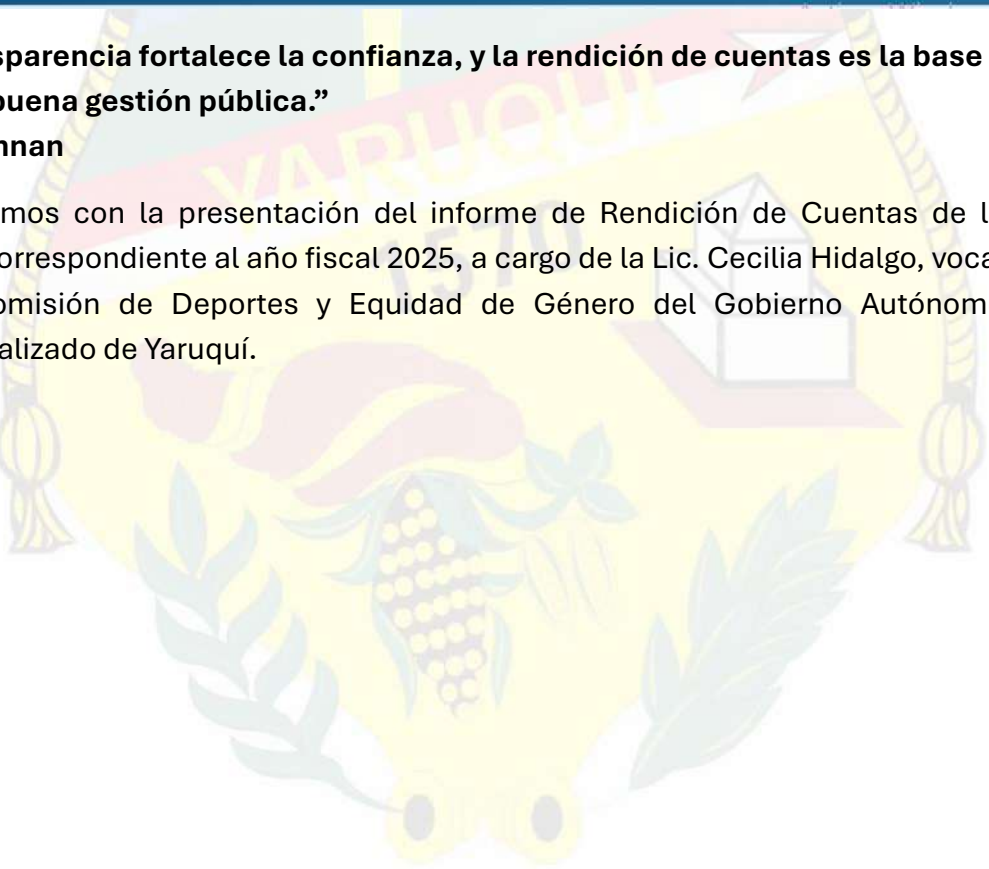 sparencia fortalece la confianza, y la rendición de cuentas es la base
buena gestión pública.”
nnan
mos con la presentación del informe de Rendición de Cuentas de l
orrespondiente al año fiscal 2025, a cargo de la Lic. Cecilia Hidalgo, voca
omisión de Deportes y Equidad de Género del Gobierno Autónom
alizado de Yaruquí.
YARUQUI
1570